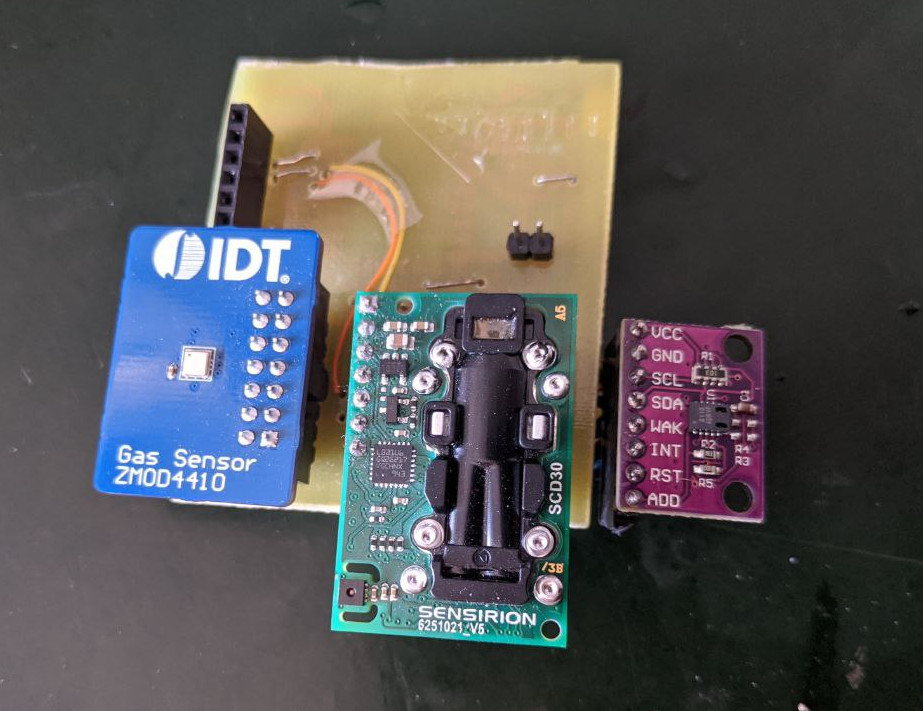 IDT
Gas Sensor
ZMOD4410
SCD30
SENSIRION
6251021_V5
VCC
GND
SCL
SDA
WAK
INT
RST
ADD
R1
C1
R2
R4
R3
R5